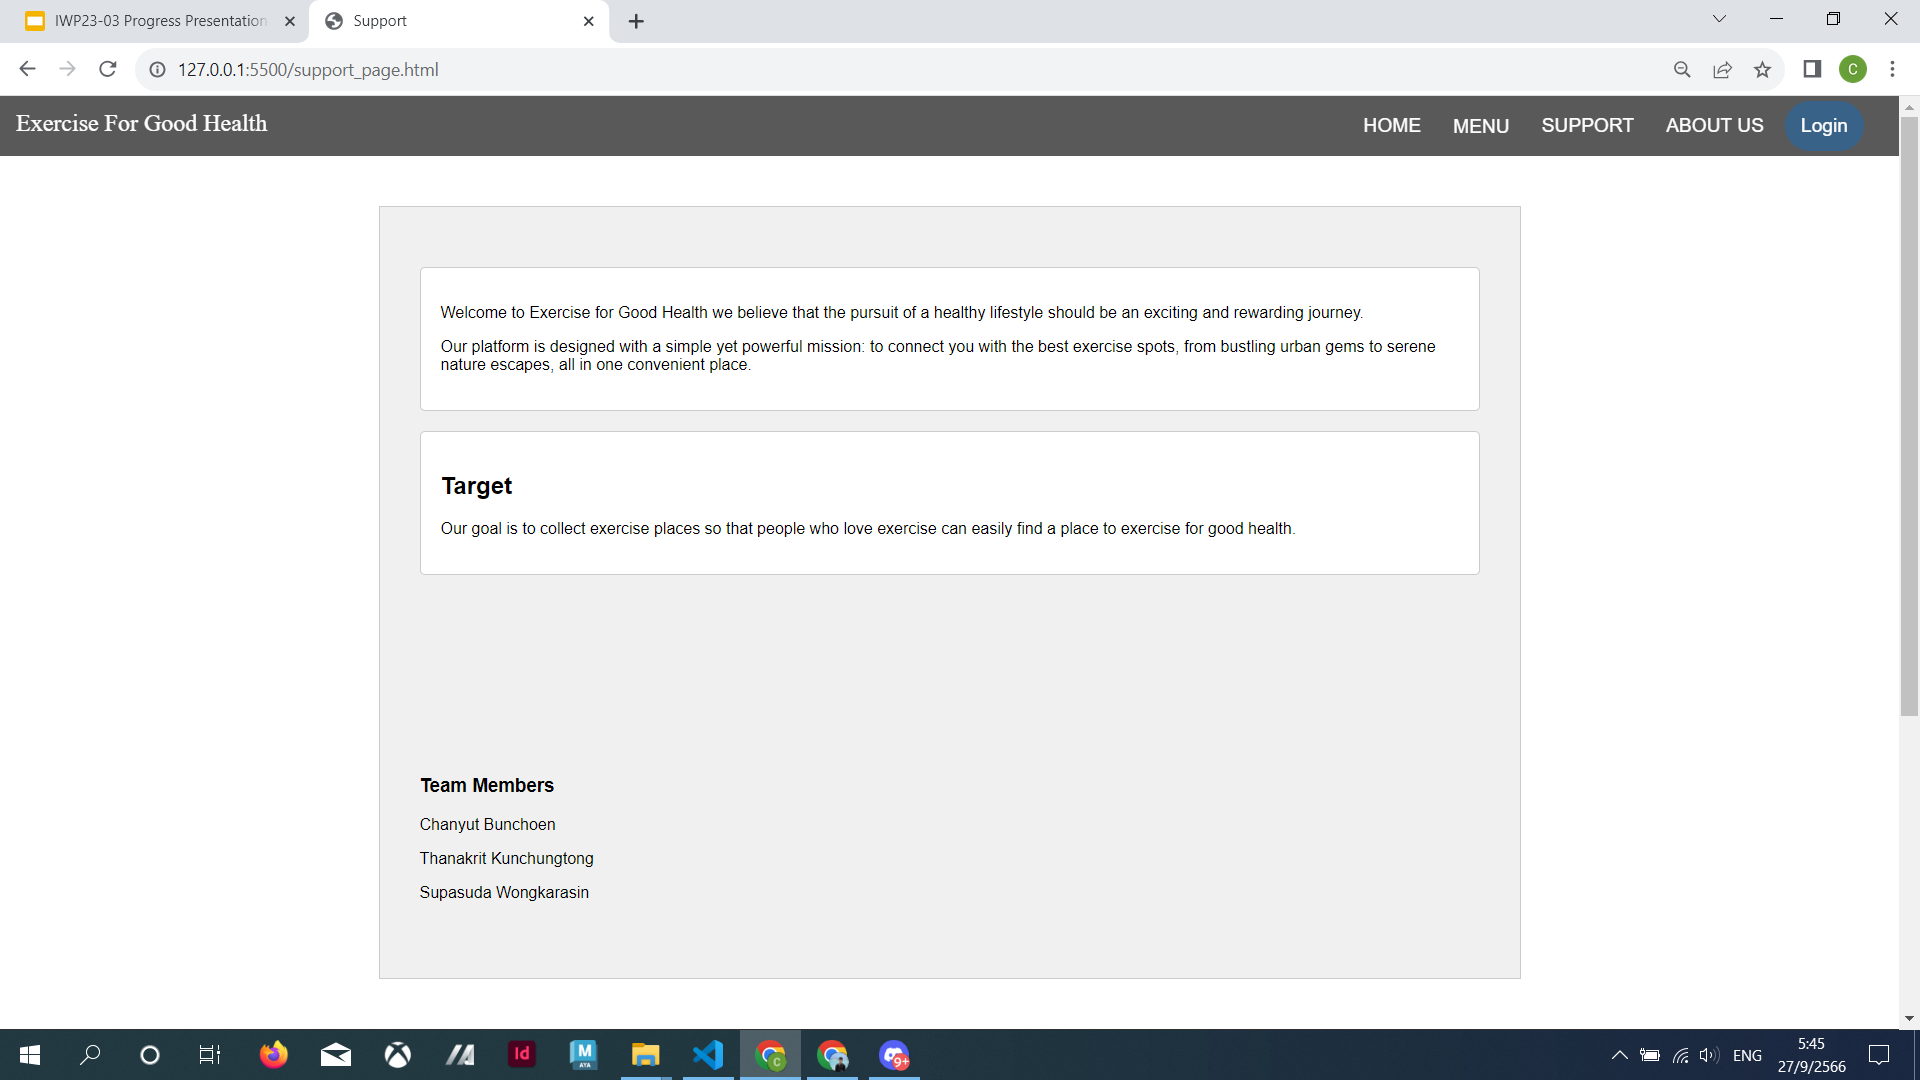 IWP23-03 Progress Presentation
Support
127.0.0.1:5500/support_page.html
C
Exercise For Good Health
HOME
MENU
SUPPORT
ABOUT US
Login
Welcome to Exercise for Good Health we believe that the pursuit of a healthy lifestyle should be an exciting and rewarding journey.
Our platform is designed with a simple yet powerful mission: to connect you with the best exercise spots, from bustling urban gems to serene
nature escapes, all in one convenient place.
Target
Our goal is to collect exercise places so that people who love exercise can easily find a place to exercise for good health.
Team Members
Chanyut Bunchoen
Thanakrit Kunchungtong
Supasuda Wongkarasin
Id
M
AYA
C
9+
ENG
5:45
27/9/2566